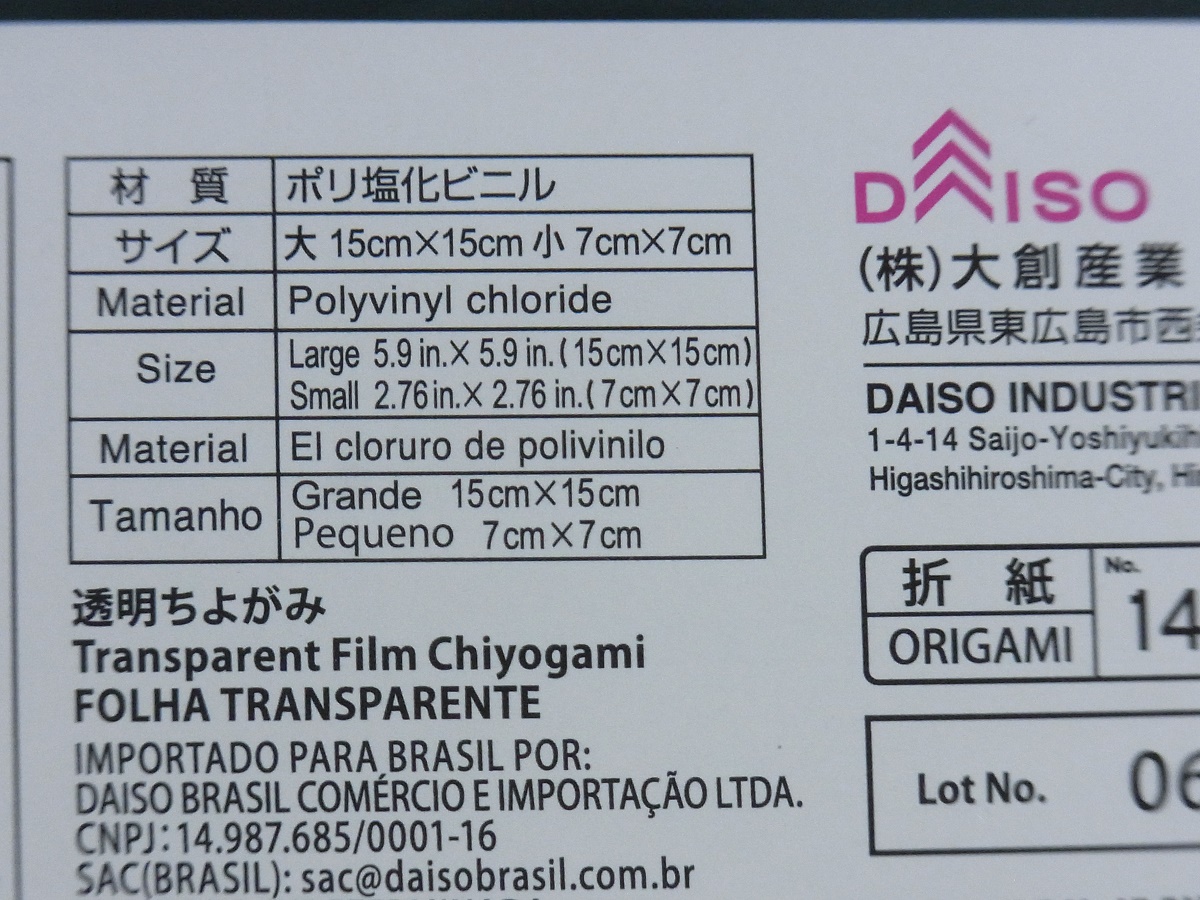 材 質 ポリ塩化ビニル
サイズ 大 15cm×15cm 小 7cm×7cm
Material Polyvinyl chloride
Size Large 5.9 in.× 5.9 in.(15cm×15cm)
Small 2.76 in.× 2.76 in.(7cm×7cm)
Material El cloruro de polivinilo
Tamanho Grande 15cm×15cm
Pequeno 7cm×7cm
透明ちよがみ
Transparent Film Chiyogami
FOLHA TRANSPARENTE
IMPORTADO PARA BRASIL POR:
DAISO BRASIL COMÉRCIO E IMPORTAÇÃO LTDA.
CNPJ:14.987.685/0001-16
SAC(BRASIL): sac@daisobrasil.com.br
DAISO
(株)大創産業
広島県東広島市西
DAISO INDUSTRI
1-4-14 Saijo-Yoshiyukih
Higashihiroshima-City, Hi
折 紙 No.
ORIGAMI 14
Lot No. 06